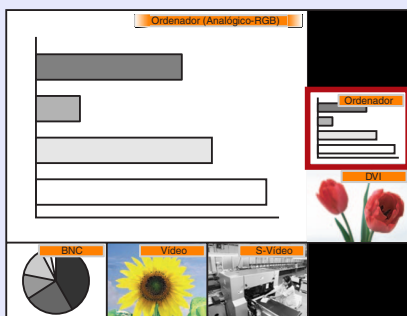 Ordenador (Analógico-RGB)
Ordenador
DVI
BNC
Vídeo
S-Vídeo